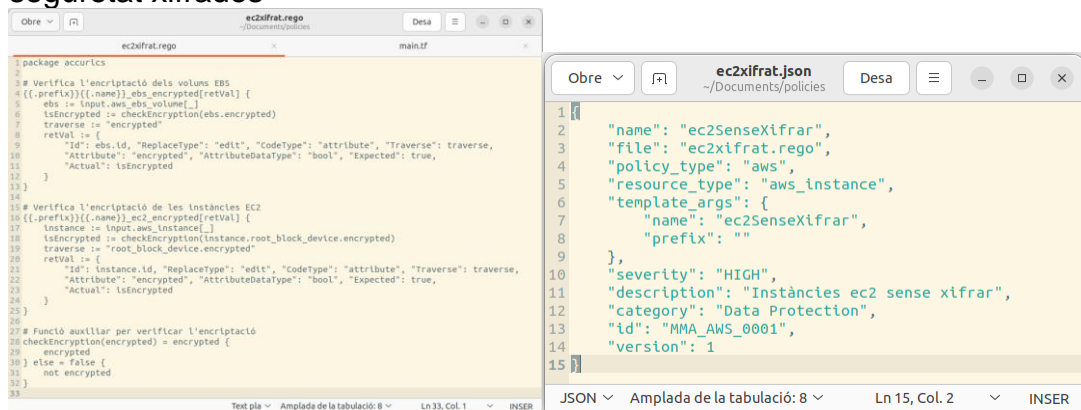 seguretat xifrades
Obre
ec2xifrat.rego
~/Documents/policies
Desa
ec2xifrat.rego
main.tf
1 package accurics
2
3 # Verifica l'encriptació dels volums EBS
4 {{.prefix}}{{.name}}_ebs_encrypted[retVal] {
5     ebs := input.aws_ebs_volume[_]
6     isEncrypted := checkEncryption(ebs.encrypted)
7     traverse := "encrypted"
8     retVal := {
9         "Id": ebs.id, "ReplaceType": "edit", "CodeType": "attribute", "Traverse": traverse,
10         "Attribute": "encrypted", "AttributeDataType": "bool", "Expected": true,
11         "Actual": isEncrypted
12     }
13 }
14
15 # Verifica l'encriptació de les instàncies EC2
16 {{.prefix}}{{.name}}_ec2_encrypted[retVal] {
17     instance := input.aws_instance[_]
18     isEncrypted := checkEncryption(instance.root_block_device.encrypted)
19     traverse := "root_block_device.encrypted"
20     retVal := {
21         "Id": instance.id, "ReplaceType": "edit", "CodeType": "attribute", "Traverse": traverse,
22         "Attribute": "encrypted", "AttributeDataType": "bool", "Expected": true,
23         "Actual": isEncrypted
24     }
25 }
26
27 # Funció auxiliar per verificar l'encriptació
28 checkEncryption(encrypted) = encrypted {
29     encrypted
30 } else = false {
31     not encrypted
32 }
33
Text pla Amplada de la tabulació: 8 Ln 33, Col. 1 INSER
Obre
ec2xifrat.json
~/Documents/policies
Desa
1 {
2     "name": "ec2SenseXifrar",
3     "file": "ec2xifrat.rego",
4     "policy_type": "aws",
5     "resource_type": "aws_instance",
6     "template_args": {
7         "name": "ec2SenseXifrar",
8         "prefix": ""
9     },
10     "severity": "HIGH",
11     "description": "Instàncies ec2 sense xifrar",
12     "category": "Data Protection",
13     "id": "MMA_AWS_0001",
14     "version": 1
15 }
JSON Amplada de la tabulació: 8 Ln 15, Col. 2 INSER